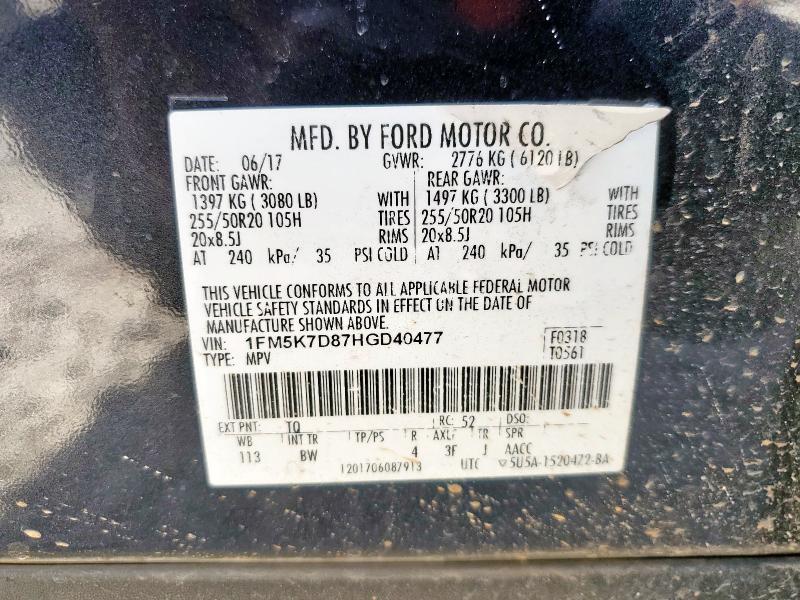 MFD. BY FORD MOTOR CO.
DATE: 06/17 GVWR: 2776 KG ( 6120 LB)
FRONT GAWR: REAR GAWR:
1397 KG ( 3080 LB) WITH 1497 KG ( 3300 LB) WITH
255/50R20 105H TIRES 255/50R20 105H TIRES
20x8.5J RIMS 20x8.5J RIMS
AT 240 kPa/ 35 PSI COLD AT 240 kPa/ 35 PSI COLD
THIS VEHICLE CONFORMS TO ALL APPLICABLE FEDERAL MOTOR
VEHICLE SAFETY STANDARDS IN EFFECT ON THE DATE OF
MANUFACTURE SHOWN ABOVE.
VIN: 1FM5K7D87HGD40477 F0318
TYPE: MPV T0561
EXT PNT: TQ RC: 52 DSO:
WB INT TR TP/PS R AXLE TR SPR
113 BW 4 3F J AACC
1201706087913 UTC ▽5U5A-1520472-BA